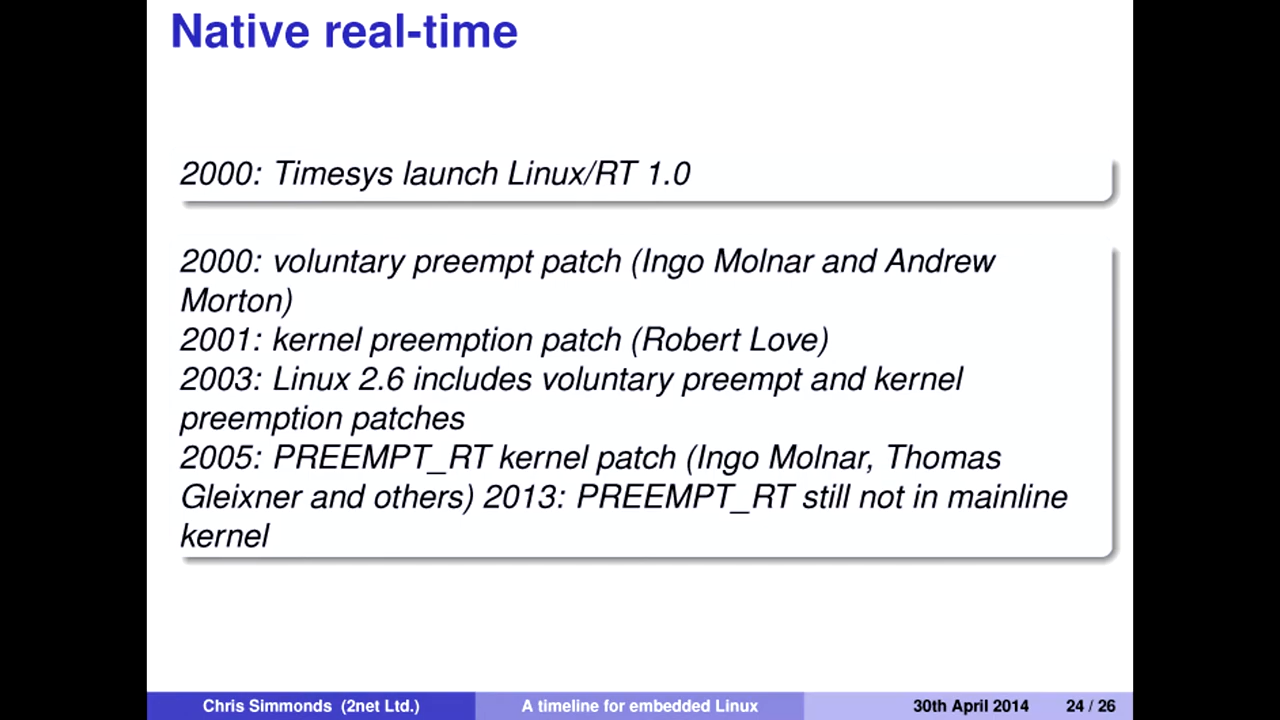 Native real-time
2000: Timesys launch Linux/RT 1.0
2000: voluntary preempt patch (Ingo Molnar and Andrew
Morton)
2001: kernel preemption patch (Robert Love)
2003: Linux 2.6 includes voluntary preempt and kernel
preemption patches
2005: PREEMPT_RT kernel patch (Ingo Molnar, Thomas
Gleixner and others) 2013: PREEMPT_RT still not in mainline
kernel
Chris Simmonds (2net Ltd.) A timeline for embedded Linux 30th April 2014 24 / 26